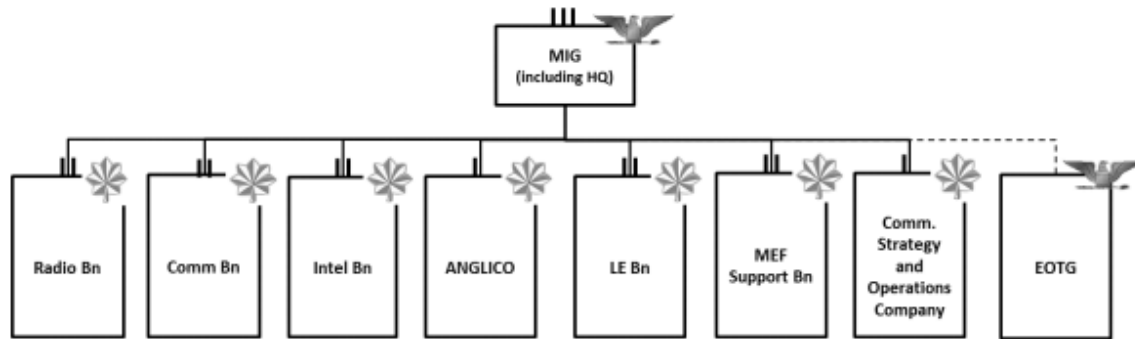 MIG
(including HQ)
Radio Bn
Comm Bn
Intel Bn
ANGLICO
LE Bn
MEF
Support Bn
Comm.
Strategy
and
Operations
Company
EOTG